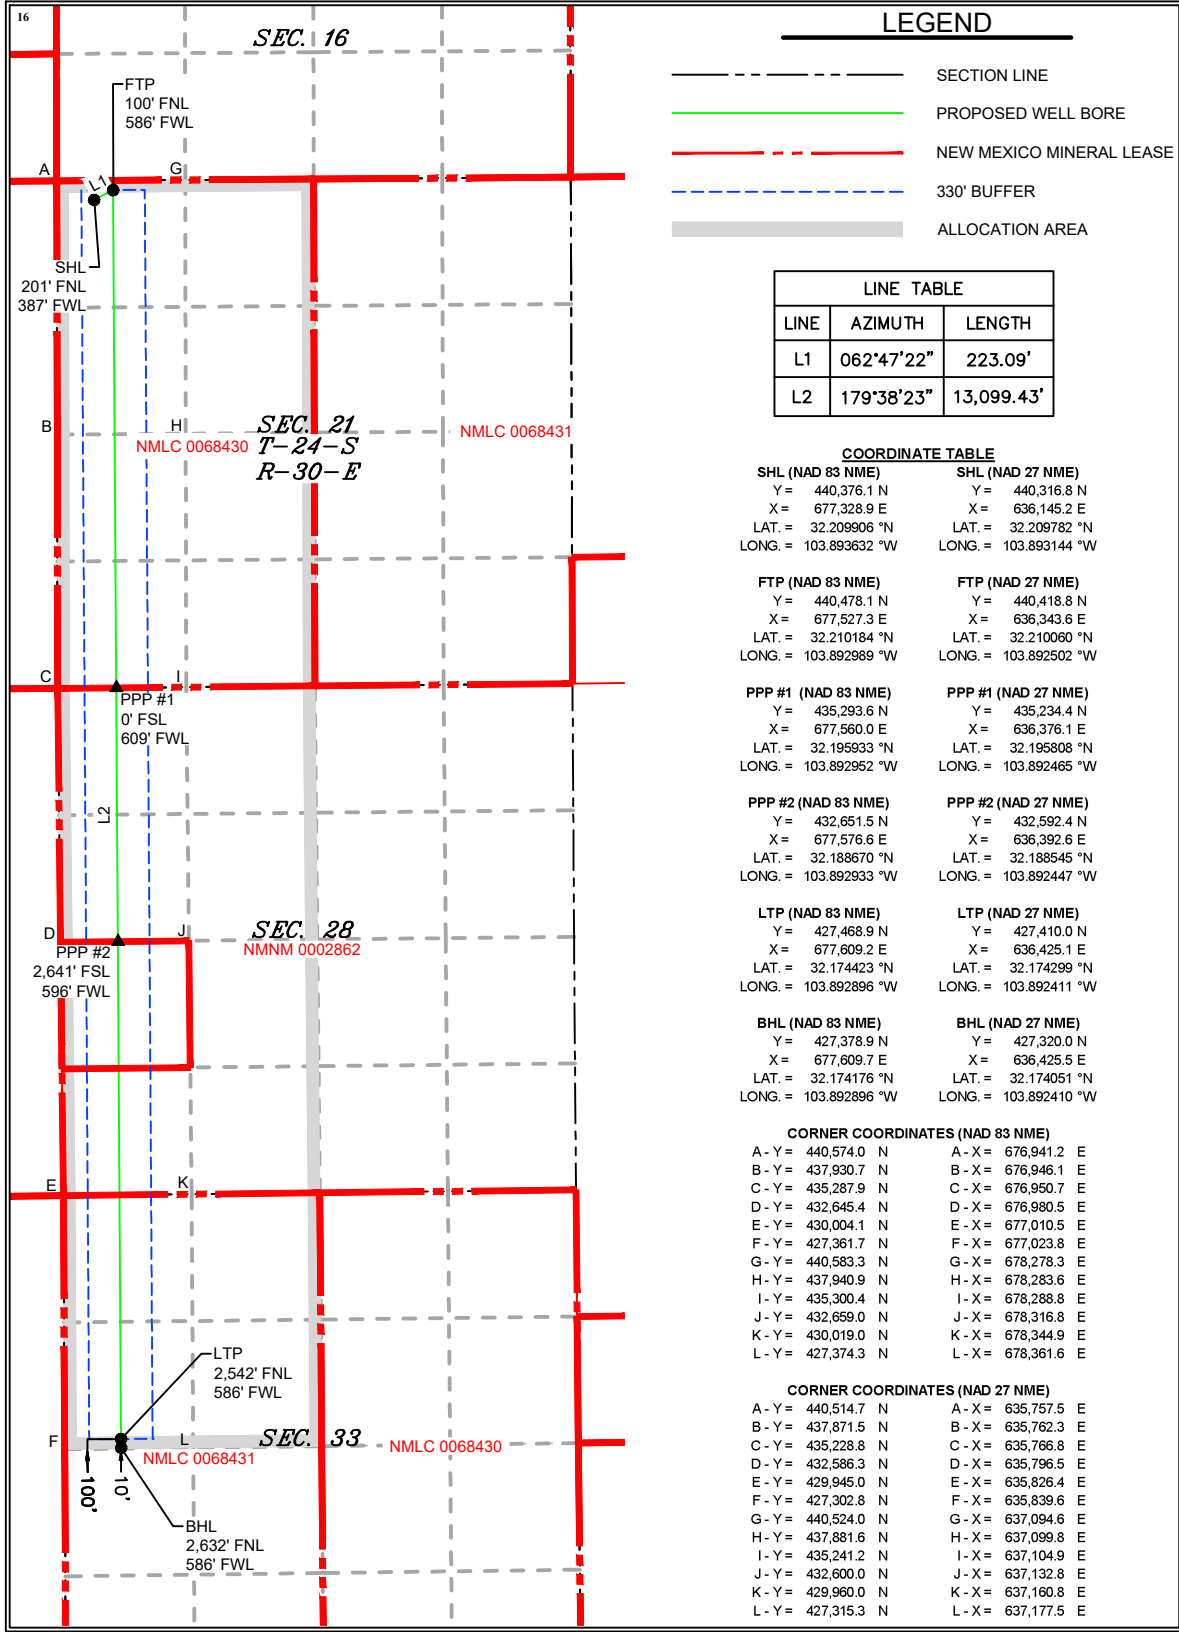 16
SEC. 16
FTP
100' FNL
586' FWL
A
G
L1
SHL
201' FNL
387' FWL
B
H
SEC. 21
T-24-S
R-30-E
NMLC 0068430
NMLC 0068431
C
I
PPP #1
0' FSL
609' FWL
L2
D
J
SEC. 28
NMNM 0002862
PPP #2
2,641' FSL
596' FWL
E
K
LTP
2,542' FNL
586' FWL
F
L
SEC. 33
NMLC 0068431
NMLC 0068430
100'
10'
BHL
2,632' FNL
586' FWL
LEGEND
SECTION LINE
PROPOSED WELL BORE
NEW MEXICO MINERAL LEASE
330' BUFFER
ALLOCATION AREA
LINE TABLE
LINE AZIMUTH LENGTH
L1 062°47'22" 223.09'
L2 179°38'23" 13,099.43'
COORDINATE TABLE
SHL (NAD 83 NME) SHL (NAD 27 NME)
Y = 440,376.1 N Y = 440,316.8 N
X = 677,328.9 E X = 636,145.2 E
LAT. = 32.209906 °N LAT. = 32.209782 °N
LONG. = 103.893632 °W LONG. = 103.893144 °W
FTP (NAD 83 NME) FTP (NAD 27 NME)
Y = 440,478.1 N Y = 440,418.8 N
X = 677,527.3 E X = 636,343.6 E
LAT. = 32.210184 °N LAT. = 32.210060 °N
LONG. = 103.892989 °W LONG. = 103.892502 °W
PPP #1 (NAD 83 NME) PPP #1 (NAD 27 NME)
Y = 435,293.6 N Y = 435,234.4 N
X = 677,560.0 E X = 636,376.1 E
LAT. = 32.195933 °N LAT. = 32.195808 °N
LONG. = 103.892952 °W LONG. = 103.892465 °W
PPP #2 (NAD 83 NME) PPP #2 (NAD 27 NME)
Y = 432,651.5 N Y = 432,592.4 N
X = 677,576.6 E X = 636,392.6 E
LAT. = 32.188670 °N LAT. = 32.188545 °N
LONG. = 103.892933 °W LONG. = 103.892447 °W
LTP (NAD 83 NME) LTP (NAD 27 NME)
Y = 427,468.9 N Y = 427,410.0 N
X = 677,609.2 E X = 636,425.1 E
LAT. = 32.174423 °N LAT. = 32.174299 °N
LONG. = 103.892896 °W LONG. = 103.892411 °W
BHL (NAD 83 NME) BHL (NAD 27 NME)
Y = 427,378.9 N Y = 427,320.0 N
X = 677,609.7 E X = 636,425.5 E
LAT. = 32.174176 °N LAT. = 32.174051 °N
LONG. = 103.892896 °W LONG. = 103.892410 °W
CORNER COORDINATES (NAD 83 NME)
A - Y = 440,574.0 N A - X = 676,941.2 E
B - Y = 437,930.7 N B - X = 676,946.1 E
C - Y = 435,287.9 N C - X = 676,950.7 E
D - Y = 432,645.4 N D - X = 676,980.5 E
E - Y = 430,004.1 N E - X = 677,010.5 E
F - Y = 427,361.7 N F - X = 677,023.8 E
G - Y = 440,583.3 N G - X = 678,278.3 E
H - Y = 437,940.9 N H - X = 678,283.6 E
I - Y = 435,300.4 N I - X = 678,288.8 E
J - Y = 432,659.0 N J - X = 678,316.8 E
K - Y = 430,019.0 N K - X = 678,344.9 E
L - Y = 427,374.3 N L - X = 678,361.6 E
CORNER COORDINATES (NAD 27 NME)
A - Y = 440,514.7 N A - X = 635,757.5 E
B - Y = 437,871.5 N B - X = 635,762.3 E
C - Y = 435,228.8 N C - X = 635,766.8 E
D - Y = 432,586.3 N D - X = 635,796.5 E
E - Y = 429,945.0 N E - X = 635,826.4 E
F - Y = 427,302.8 N F - X = 635,839.6 E
G - Y = 440,524.0 N G - X = 637,094.6 E
H - Y = 437,881.6 N H - X = 637,099.8 E
I - Y = 435,241.2 N I - X = 637,104.9 E
J - Y = 432,600.0 N J - X = 637,132.8 E
K - Y = 429,960.0 N K - X = 637,160.8 E
L - Y = 427,315.3 N L - X = 637,177.5 E